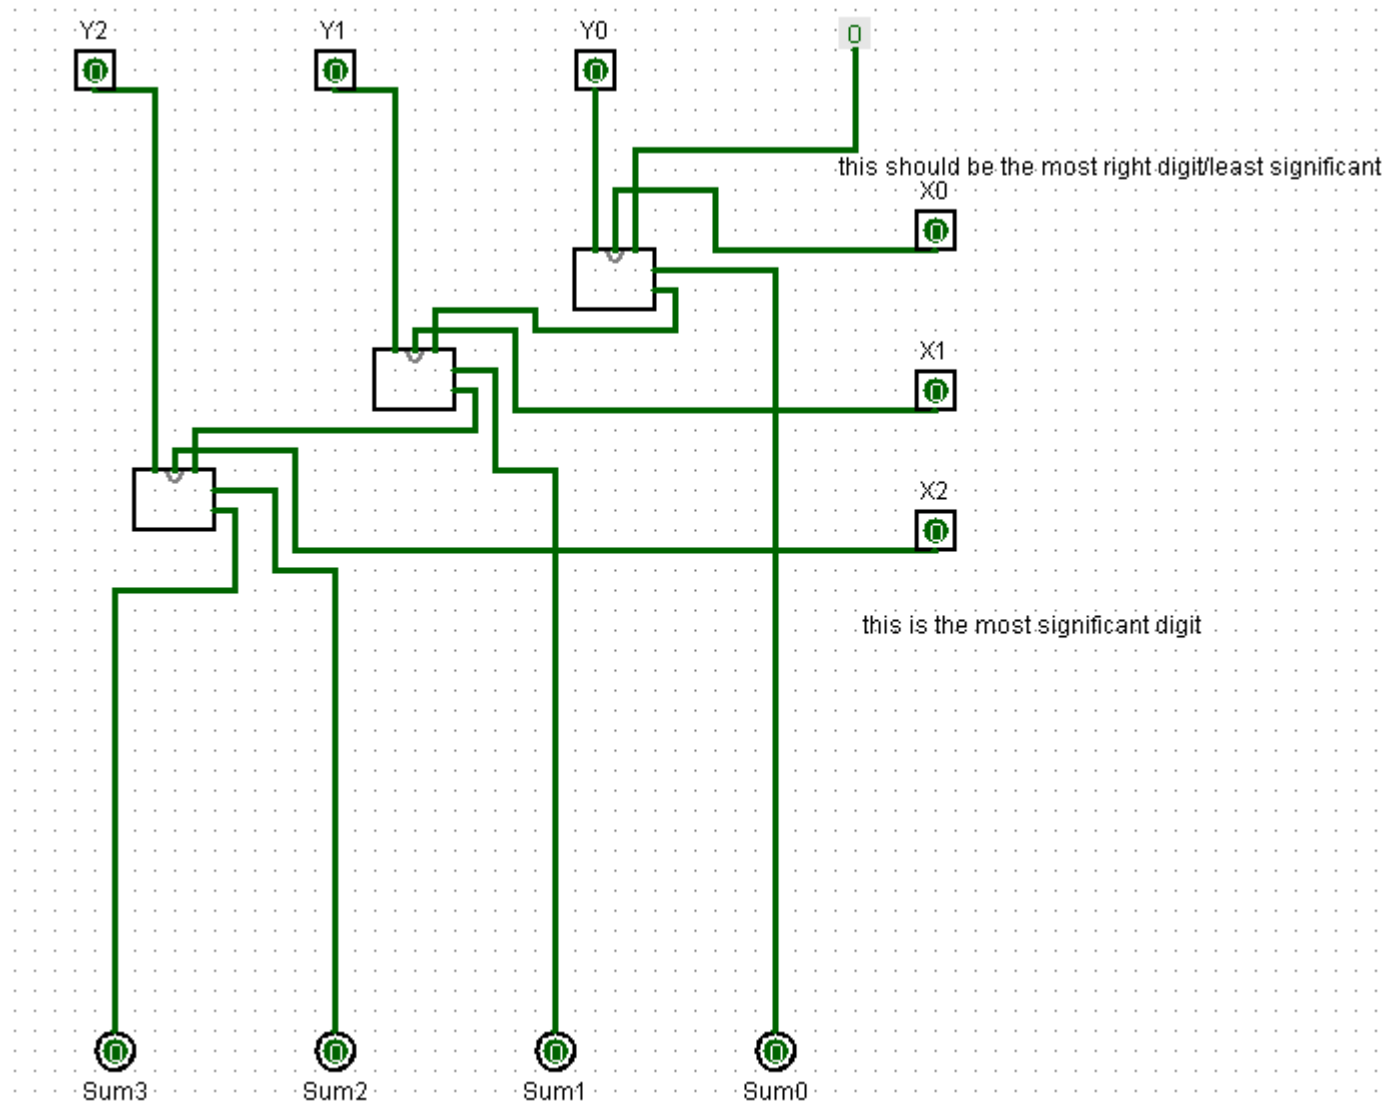 Y2 Y1 Y0 0
this should be the most right digit/least significant
X0
X1
X2
this is the most significant digit
Sum3 Sum2 Sum1 Sum0